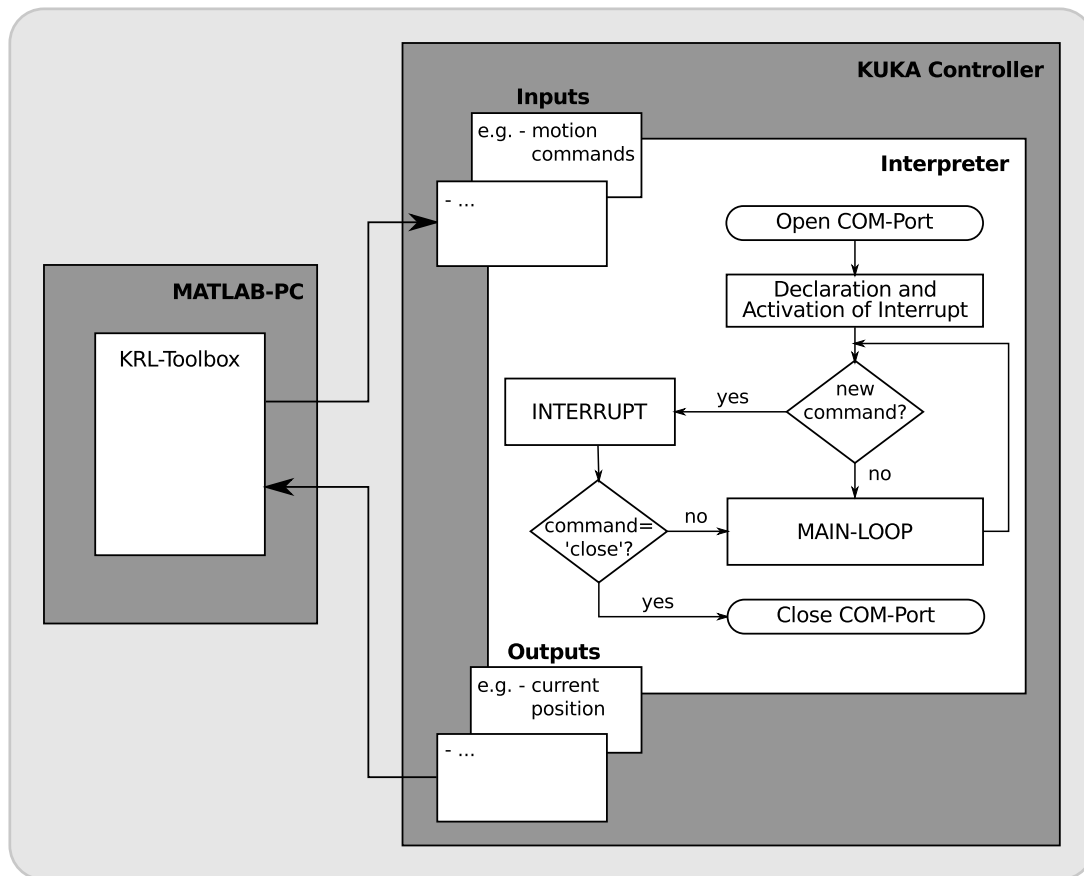 KUKA Controller
Inputs
e.g. - motion
commands
- ...
Interpreter
Open COM-Port
Declaration and
Activation of Interrupt
new
command?
yes
INTERRUPT
no
command=
'close'?
no
MAIN-LOOP
yes
Close COM-Port
MATLAB-PC
KRL-Toolbox
Outputs
e.g. - current
position
- ...